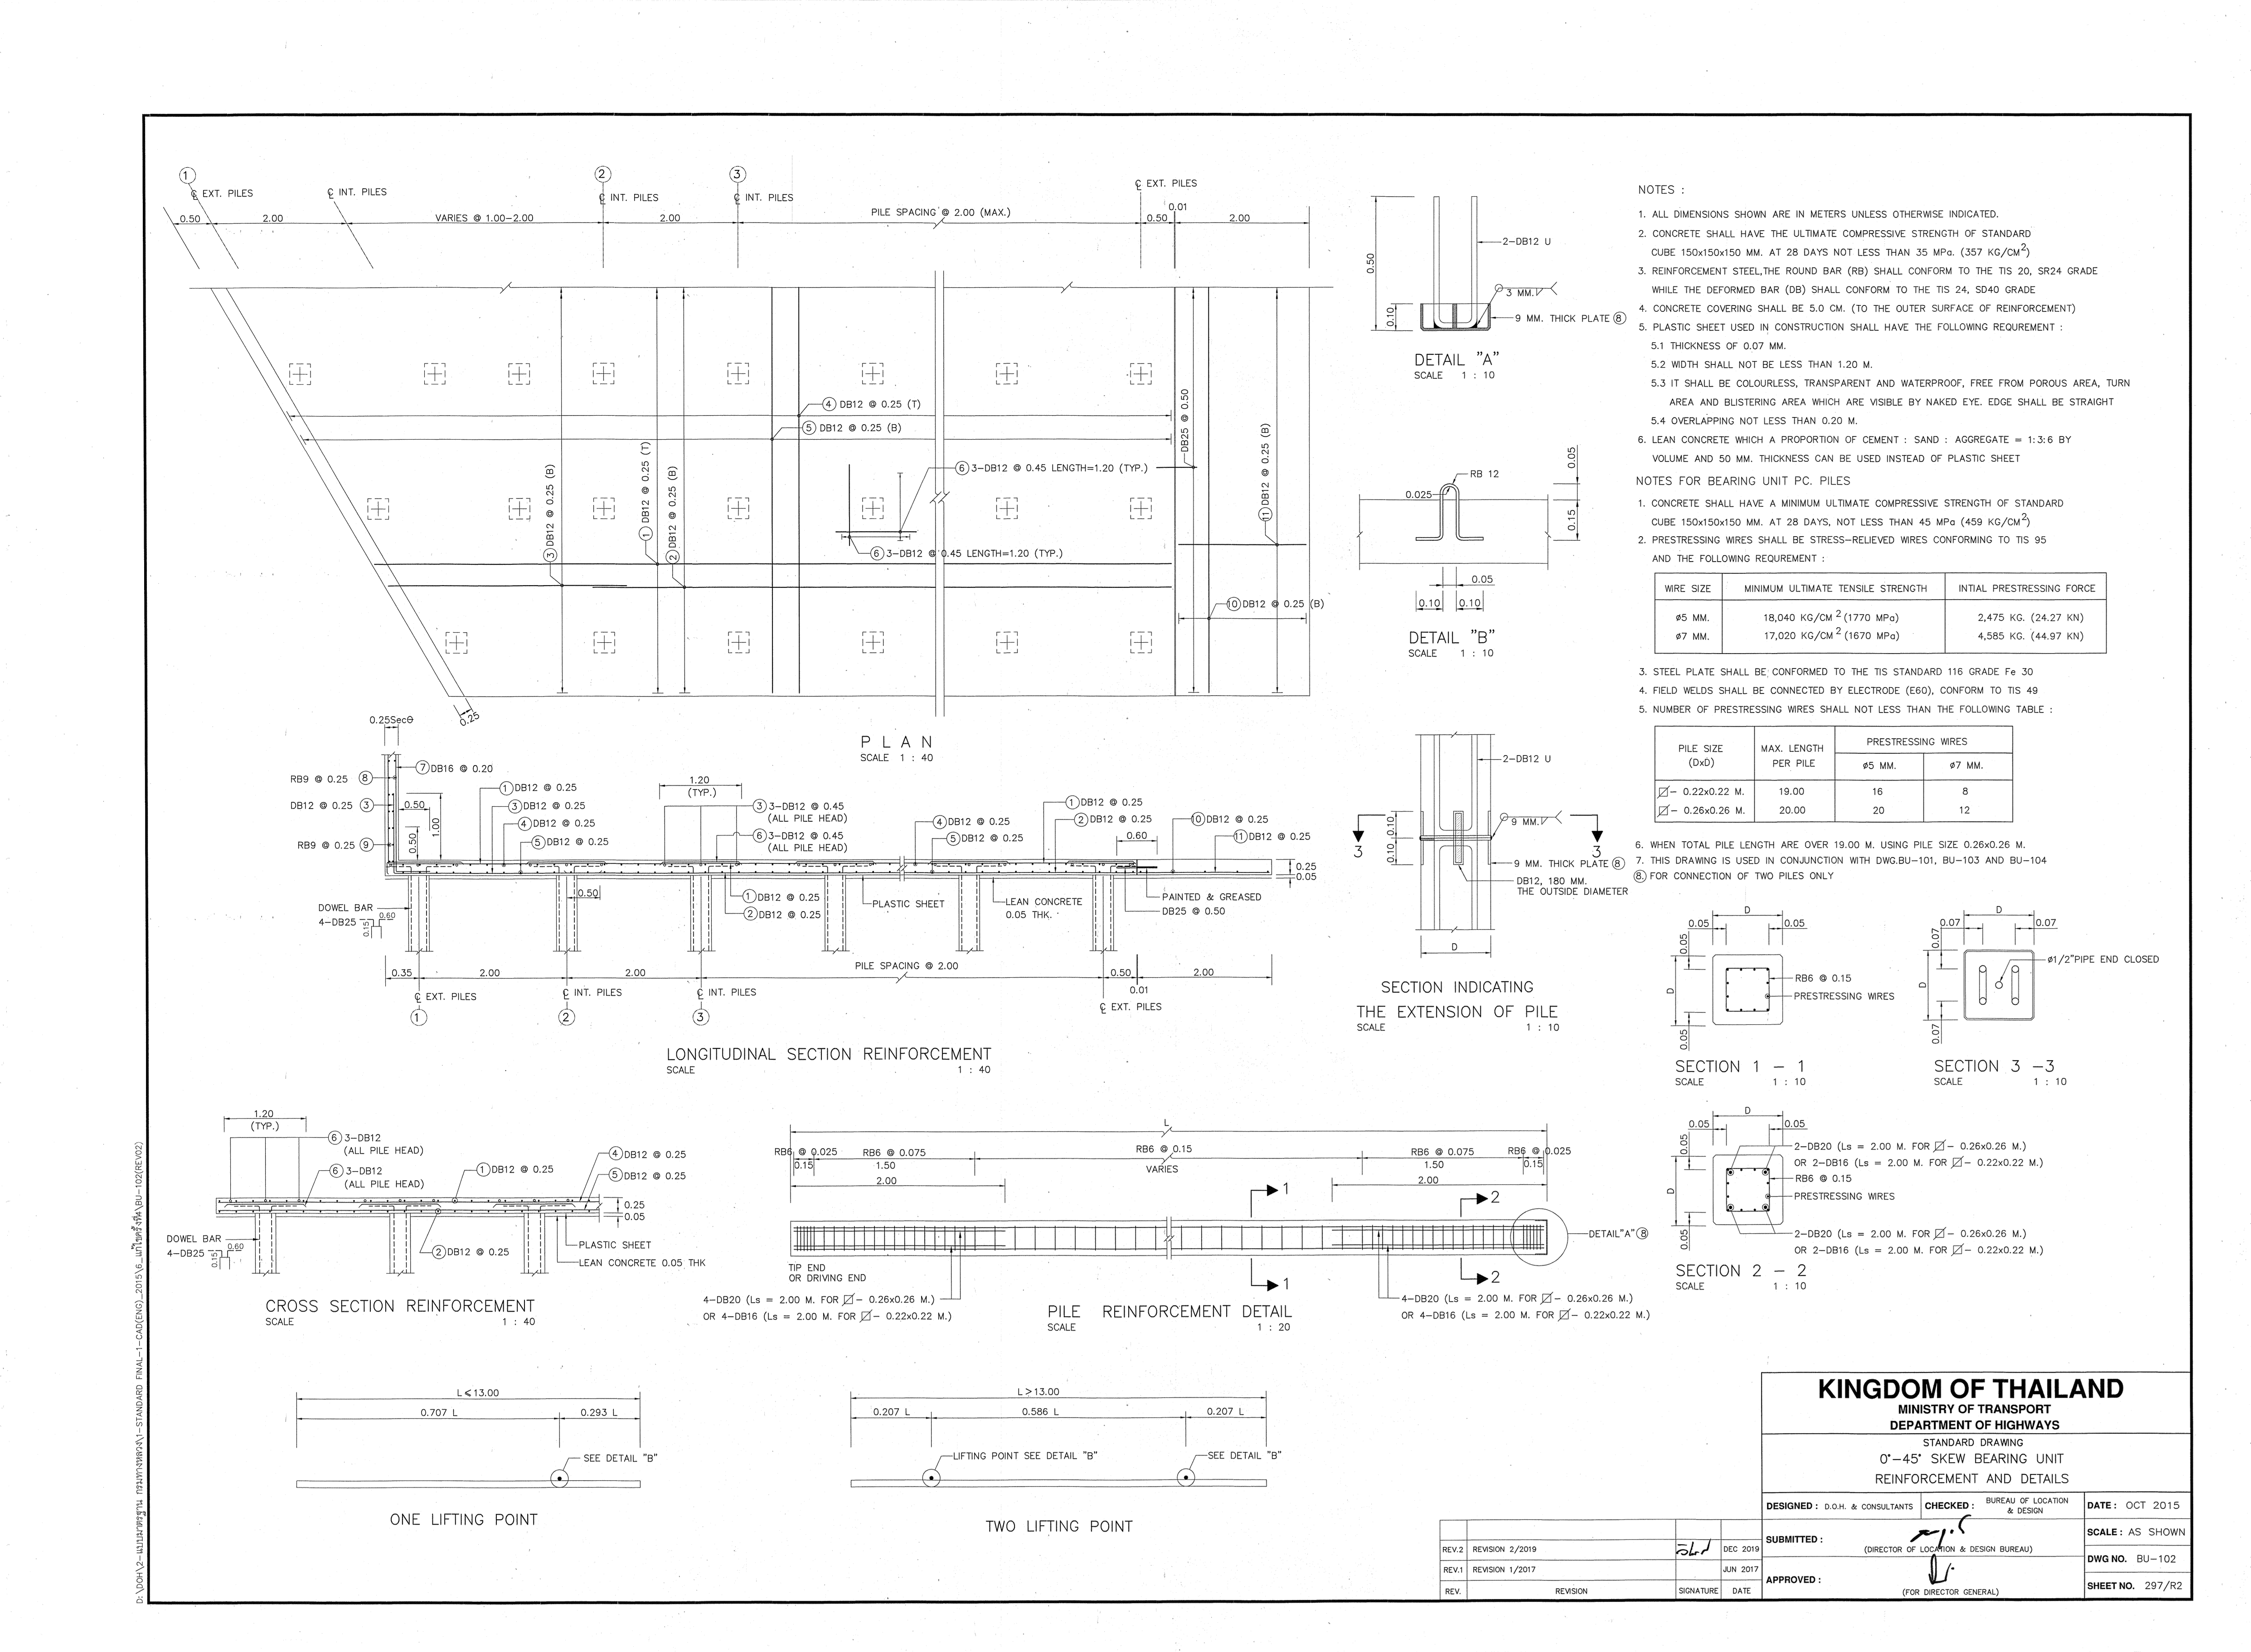 1
℄ EXT. PILES
℄ INT. PILES
2
℄ INT. PILES
3
℄ INT. PILES
℄ EXT. PILES
0.50
2.00
VARIES @ 1.00-2.00
2.00
PILE SPACING @ 2.00 (MAX.)
0.50
0.01
2.00
4 DB12 @ 0.25 (T)
5 DB12 @ 0.25 (B)
3 DB12 @ 0.25 (B)
1 DB12 @ 0.25 (T)
2 DB12 @ 0.25 (B)
6 3-DB12 @ 0.45 LENGTH=1.20 (TYP.)
6 3-DB12 @ 0.45 LENGTH=1.20 (TYP.)
DB25 @ 0.50
11 DB12 @ 0.25 (B)
10 DB12 @ 0.25 (B)
0.25
P L A N
SCALE 1 : 40
0.25Secθ
7 DB16 @ 0.20
RB9 @ 0.25 8
DB12 @ 0.25 3
RB9 @ 0.25 9
0.50
0.50
1.00
1 DB12 @ 0.25
3 DB12 @ 0.25
4 DB12 @ 0.25
5 DB12 @ 0.25
1.20
(TYP.)
3 3-DB12 @ 0.45
(ALL PILE HEAD)
6 3-DB12 @ 0.45
(ALL PILE HEAD)
4 DB12 @ 0.25
5 DB12 @ 0.25
1 DB12 @ 0.25
2 DB12 @ 0.25
0.60
10 DB12 @ 0.25
11 DB12 @ 0.25
0.25
0.05
0.50
1 DB12 @ 0.25
2 DB12 @ 0.25
PLASTIC SHEET
LEAN CONCRETE
0.05 THK.
PAINTED & GREASED
DB25 @ 0.50
DOWEL BAR
4-DB25
0.60
0.15
0.35
2.00
2.00
PILE SPACING @ 2.00
0.50
0.01
2.00
℄ EXT. PILES
℄ INT. PILES
℄ INT. PILES
℄ EXT. PILES
1
2
3
LONGITUDINAL SECTION REINFORCEMENT
SCALE 1 : 40
1.20
(TYP.)
6 3-DB12
(ALL PILE HEAD)
6 3-DB12
(ALL PILE HEAD)
1 DB12 @ 0.25
4 DB12 @ 0.25
5 DB12 @ 0.25
0.25
0.05
2 DB12 @ 0.25
PLASTIC SHEET
LEAN CONCRETE 0.05 THK
DOWEL BAR
4-DB25
0.60
0.15
CROSS SECTION REINFORCEMENT
SCALE 1 : 40
L
RB6 @ 0.025
RB6 @ 0.075
RB6 @ 0.15
RB6 @ 0.075
RB6 @ 0.025
0.15
1.50
VARIES
1.50
0.15
2.00
2.00
1
2
1
2
DETAIL"A" 8
TIP END
OR DRIVING END
4-DB20 (Ls = 2.00 M. FOR ⌷- 0.26x0.26 M.)
OR 4-DB16 (Ls = 2.00 M. FOR ⌷- 0.22x0.22 M.)
4-DB20 (Ls = 2.00 M. FOR ⌷- 0.26x0.26 M.)
OR 4-DB16 (Ls = 2.00 M. FOR ⌷- 0.22x0.22 M.)
PILE REINFORCEMENT DETAIL
SCALE 1 : 20
L⩽13.00
0.707 L
0.293 L
SEE DETAIL "B"
ONE LIFTING POINT
L>13.00
0.207 L
0.586 L
0.207 L
LIFTING POINT SEE DETAIL "B"
SEE DETAIL "B"
TWO LIFTING POINT
0.50
0.10
2-DB12 U
3 MM.
9 MM. THICK PLATE 8
DETAIL "A"
SCALE 1 : 10
RB 12
0.025
0.05
0.15
0.05
0.10
0.10
DETAIL "B"
SCALE 1 : 10
2-DB12 U
0.10
0.10
9 MM.
3
3
9 MM. THICK PLATE 8
DB12, 180 MM.
THE OUTSIDE DIAMETER
D
SECTION INDICATING
THE EXTENSION OF PILE
SCALE 1 : 10
NOTES :
1. ALL DIMENSIONS SHOWN ARE IN METERS UNLESS OTHERWISE INDICATED.
2. CONCRETE SHALL HAVE THE ULTIMATE COMPRESSIVE STRENGTH OF STANDARD
CUBE 150x150x150 MM. AT 28 DAYS NOT LESS THAN 35 MPa. (357 KG/CM2)
3. REINFORCEMENT STEEL,THE ROUND BAR (RB) SHALL CONFORM TO THE TIS 20, SR24 GRADE
WHILE THE DEFORMED BAR (DB) SHALL CONFORM TO THE TIS 24, SD40 GRADE
4. CONCRETE COVERING SHALL BE 5.0 CM. (TO THE OUTER SURFACE OF REINFORCEMENT)
5. PLASTIC SHEET USED IN CONSTRUCTION SHALL HAVE THE FOLLOWING REQUREMENT :
5.1 THICKNESS OF 0.07 MM.
5.2 WIDTH SHALL NOT BE LESS THAN 1.20 M.
5.3 IT SHALL BE COLOURLESS, TRANSPARENT AND WATERPROOF, FREE FROM POROUS AREA, TURN
AREA AND BLISTERING AREA WHICH ARE VISIBLE BY NAKED EYE. EDGE SHALL BE STRAIGHT
5.4 OVERLAPPING NOT LESS THAN 0.20 M.
6. LEAN CONCRETE WHICH A PROPORTION OF CEMENT : SAND : AGGREGATE = 1:3:6 BY
VOLUME AND 50 MM. THICKNESS CAN BE USED INSTEAD OF PLASTIC SHEET
NOTES FOR BEARING UNIT PC. PILES
1. CONCRETE SHALL HAVE A MINIMUM ULTIMATE COMPRESSIVE STRENGTH OF STANDARD
CUBE 150x150x150 MM. AT 28 DAYS, NOT LESS THAN 45 MPa (459 KG/CM2)
2. PRESTRESSING WIRES SHALL BE STRESS-RELIEVED WIRES CONFORMING TO TIS 95
AND THE FOLLOWING REQUREMENT :
WIRE SIZE MINIMUM ULTIMATE TENSILE STRENGTH INTIAL PRESTRESSING FORCE
ø5 MM. 18,040 KG/CM2 (1770 MPa) 2,475 KG. (24.27 KN)
ø7 MM. 17,020 KG/CM2 (1670 MPa) 4,585 KG. (44.97 KN)
3. STEEL PLATE SHALL BE CONFORMED TO THE TIS STANDARD 116 GRADE Fe 30
4. FIELD WELDS SHALL BE CONNECTED BY ELECTRODE (E60), CONFORM TO TIS 49
5. NUMBER OF PRESTRESSING WIRES SHALL NOT LESS THAN THE FOLLOWING TABLE :
PILE SIZE MAX. LENGTH PRESTRESSING WIRES
(DxD) PER PILE ø5 MM. ø7 MM.
⌷- 0.22x0.22 M. 19.00 16 8
⌷- 0.26x0.26 M. 20.00 20 12
6. WHEN TOTAL PILE LENGTH ARE OVER 19.00 M. USING PILE SIZE 0.26x0.26 M.
7. THIS DRAWING IS USED IN CONJUNCTION WITH DWG.BU-101, BU-103 AND BU-104
8. FOR CONNECTION OF TWO PILES ONLY
D
0.05
0.05
0.05
D
0.05
RB6 @ 0.15
PRESTRESSING WIRES
SECTION 1 - 1
SCALE 1 : 10
D
0.07
0.07
0.07
D
0.07
ø1/2"PIPE END CLOSED
SECTION 3 -3
SCALE 1 : 10
D
0.05
0.05
0.05
D
0.05
2-DB20 (Ls = 2.00 M. FOR ⌷- 0.26x0.26 M.)
OR 2-DB16 (Ls = 2.00 M. FOR ⌷- 0.22x0.22 M.)
RB6 @ 0.15
PRESTRESSING WIRES
2-DB20 (Ls = 2.00 M. FOR ⌷- 0.26x0.26 M.)
OR 2-DB16 (Ls = 2.00 M. FOR ⌷- 0.22x0.22 M.)
SECTION 2 - 2
SCALE 1 : 10
KINGDOM OF THAILAND
MINISTRY OF TRANSPORT
DEPARTMENT OF HIGHWAYS
STANDARD DRAWING
0°-45° SKEW BEARING UNIT
REINFORCEMENT AND DETAILS
DESIGNED : D.O.H. & CONSULTANTS
CHECKED : BUREAU OF LOCATION
& DESIGN
DATE : OCT 2015
SUBMITTED :
(DIRECTOR OF LOCATION & DESIGN BUREAU)
SCALE : AS SHOWN
DWG NO. BU-102
APPROVED :
(FOR DIRECTOR GENERAL)
SHEET NO. 297/R2
REV.2 REVISION 2/2019 DEC 2019
REV.1 REVISION 1/2017 JUN 2017
REV. REVISION SIGNATURE DATE
D:\DOH\2-แบบมาตรฐาน กรมทางหลวง\1-STANDARD FINAL-1-CAD(ENG)_2015\6_แก้ไขครั้งที่4\BU-102(REV02)